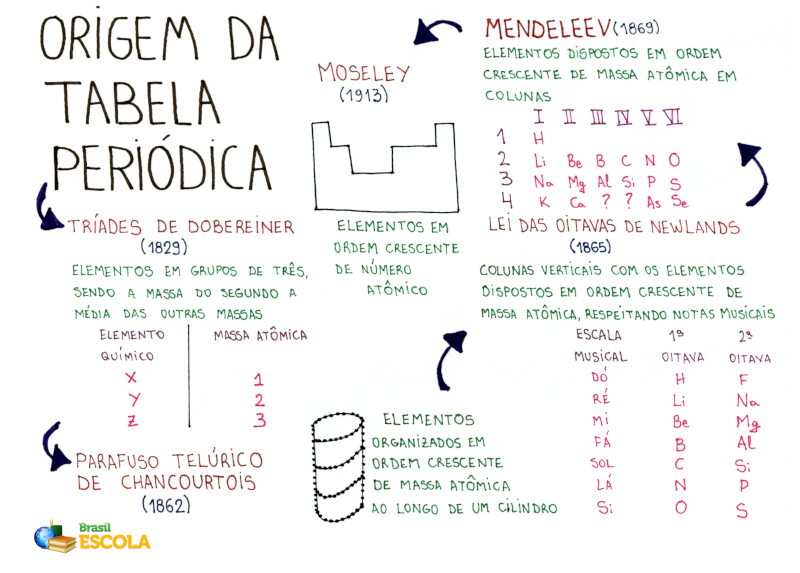 ORIGEM DA
TABELA
PERIÓDICA
TRÍADES DE DOBEREINER
(1829)
ELEMENTOS EM GRUPOS DE TRÊS,
SENDO A MASSA DO SEGUNDO A
MÉDIA DAS OUTRAS MASSAS
ELEMENTO QUÍMICO MASSA ATÔMICA
X 1
Y 2
Z 3
PARAFUSO TELÚRICO
DE CHANCOURTOIS
(1862)
ELEMENTOS
ORGANIZADOS EM
ORDEM CRESCENTE
DE MASSA ATÔMICA
AO LONGO DE UM CILINDRO
LEI DAS OITAVAS DE NEWLANDS
(1865)
COLUNAS VERTICAIS COM OS ELEMENTOS
DISPOSTOS EM ORDEM CRESCENTE DE
MASSA ATÔMICA, RESPEITANDO NOTAS MUSICAIS
ESCALA 1ª 2ª
MUSICAL OITAVA OITAVA
DÓ H F
RÉ Li Na
Mi Be Mg
FÁ B Al
SOL C Si
LÁ N P
Si O S
MENDELEEV (1869)
ELEMENTOS DISPOSTOS EM ORDEM
CRESCENTE DE MASSA ATÔMICA EM
COLUNAS
I II III IV V VI
1 H
2 Li Be B C N O
3 Na Mg Al Si P S
4 K Ca ? ? As Se
MOSELEY
(1913)
ELEMENTOS EM
ORDEM CRESCENTE
DE NÚMERO
ATÔMICO
Brasil
ESCOLA